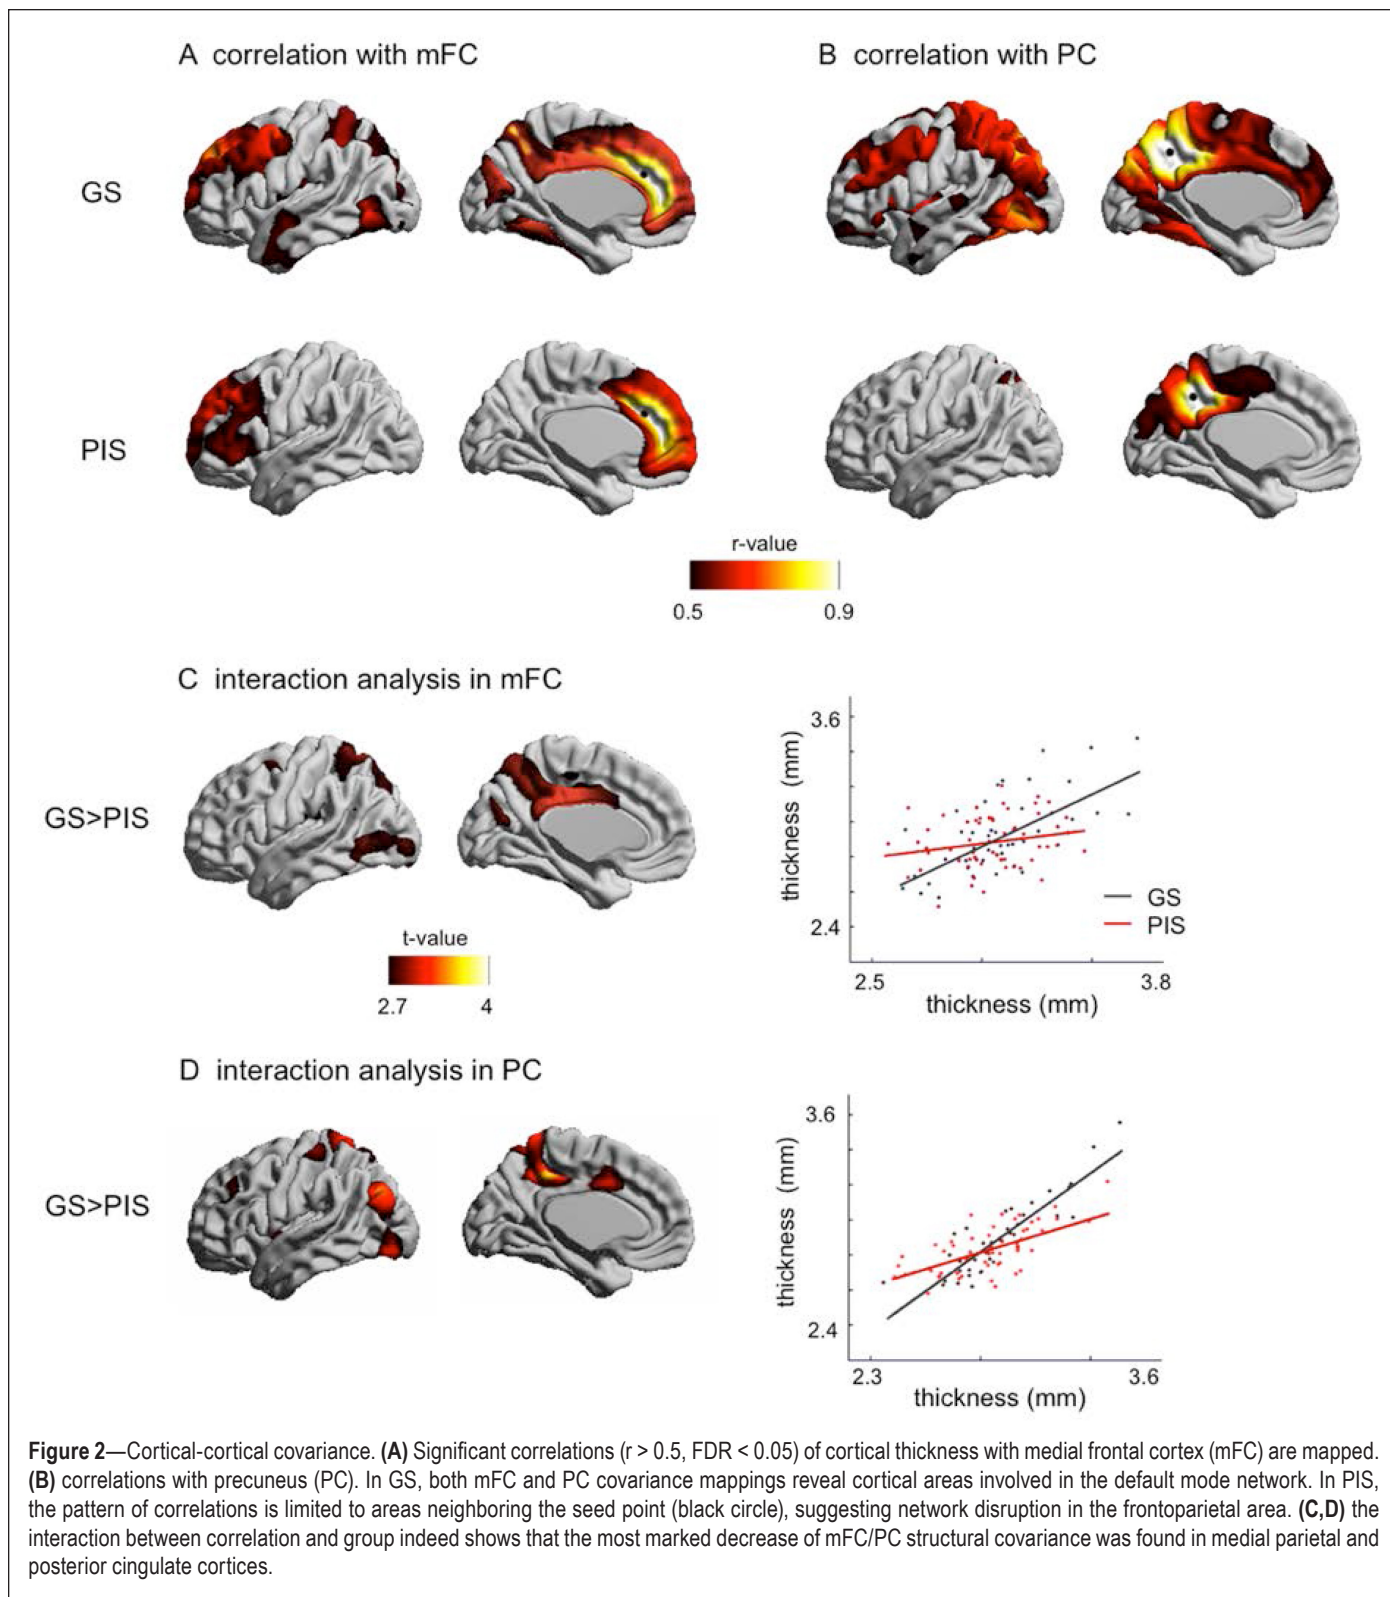 A correlation with mFC
B correlation with PC
GS
PIS
r-value
0.5 0.9
C interaction analysis in mFC
GS>PIS
t-value
2.7 4
3.6
thickness (mm)
2.4
GS
PIS
2.5 3.8
thickness (mm)
D interaction analysis in PC
GS>PIS
3.6
thickness (mm)
2.4
2.3 3.6
thickness (mm)
Figure 2—Cortical-cortical covariance. (A) Significant correlations (r > 0.5, FDR < 0.05) of cortical thickness with medial frontal cortex (mFC) are mapped.
(B) correlations with precuneus (PC). In GS, both mFC and PC covariance mappings reveal cortical areas involved in the default mode network. In PIS,
the pattern of correlations is limited to areas neighboring the seed point (black circle), suggesting network disruption in the frontoparietal area. (C,D) the
interaction between correlation and group indeed shows that the most marked decrease of mFC/PC structural covariance was found in medial parietal and
posterior cingulate cortices.